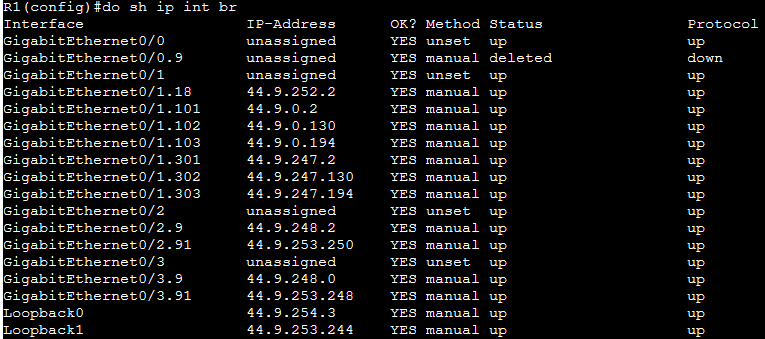 R1(config)#do sh ip int br
Interface                  IP-Address      OK? Method Status                Protocol
GigabitEthernet0/0         unassigned      YES unset  up                    up
GigabitEthernet0/0.9       unassigned      YES manual deleted               down
GigabitEthernet0/1         unassigned      YES unset  up                    up
GigabitEthernet0/1.18      44.9.252.2      YES manual up                    up
GigabitEthernet0/1.101     44.9.0.2        YES manual up                    up
GigabitEthernet0/1.102     44.9.0.130      YES manual up                    up
GigabitEthernet0/1.103     44.9.0.194      YES manual up                    up
GigabitEthernet0/1.301     44.9.247.2      YES manual up                    up
GigabitEthernet0/1.302     44.9.247.130    YES manual up                    up
GigabitEthernet0/1.303     44.9.247.194    YES manual up                    up
GigabitEthernet0/2         unassigned      YES unset  up                    up
GigabitEthernet0/2.9       44.9.248.2      YES manual up                    up
GigabitEthernet0/2.91      44.9.253.250    YES manual up                    up
GigabitEthernet0/3         unassigned      YES unset  up                    up
GigabitEthernet0/3.9       44.9.248.0      YES manual up                    up
GigabitEthernet0/3.91      44.9.253.248    YES manual up                    up
Loopback0                  44.9.254.3      YES manual up                    up
Loopback1                  44.9.253.244    YES manual up                    up